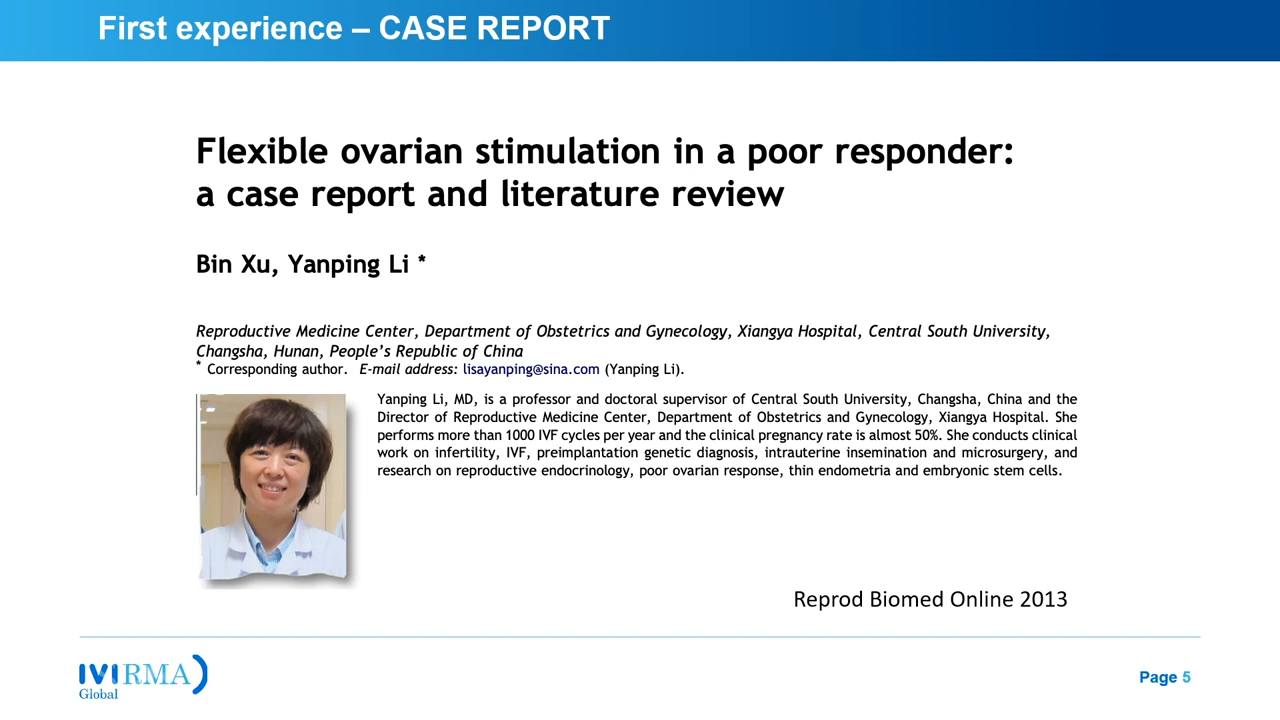 First experience – CASE REPORT
Flexible ovarian stimulation in a poor responder:
a case report and literature review
Bin Xu, Yanping Li *
Reproductive Medicine Center, Department of Obstetrics and Gynecology, Xiangya Hospital, Central South University,
Changsha, Hunan, People's Republic of China
* Corresponding author. E-mail address: lisayanping@sina.com (Yanping Li).
Yanping Li, MD, is a professor and doctoral supervisor of Central South University, Changsha, China and the
Director of Reproductive Medicine Center, Department of Obstetrics and Gynecology, Xiangya Hospital. She
performs more than 1000 IVF cycles per year and the clinical pregnancy rate is almost 50%. She conducts clinical
work on infertility, IVF, preimplantation genetic diagnosis, intrauterine insemination and microsurgery, and
research on reproductive endocrinology, poor ovarian response, thin endometria and embryonic stem cells.
Reprod Biomed Online 2013
IVIRMA
Global
Page 5